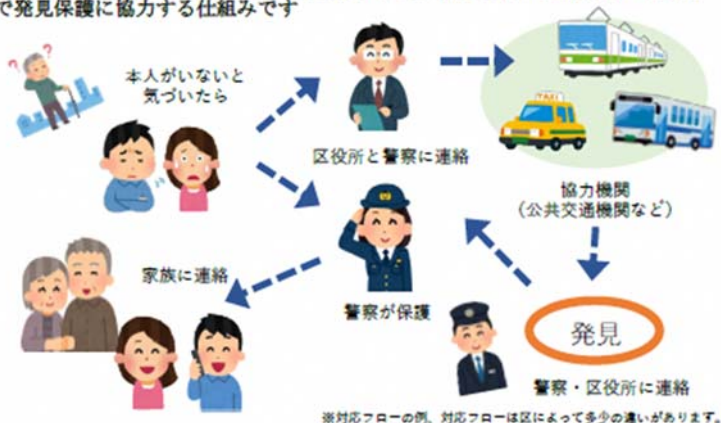 で発見保護に協力する仕組みです
本人がいないと
気づいたら
区役所と警察に連絡
協力機関
(公共交通機関など)
家族に連絡
警察が保護
発見
警察・区役所に連絡
※対応フローの例、対応フローは区によって多少の違いがあります。
TAXI